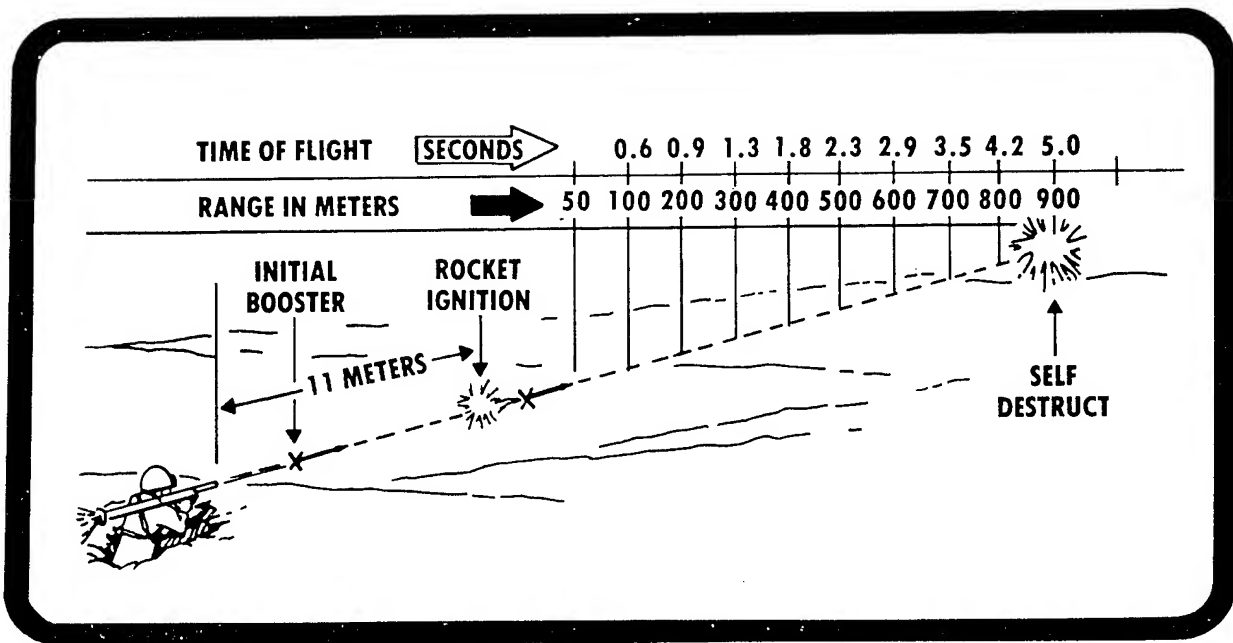 TIME OF FLIGHT SECONDS 0.6 0.9 1.3 1.8 2.3 2.9 3.5 4.2 5.0
RANGE IN METERS 50 100 200 300 400 500 600 700 800 900
INITIAL
BOOSTER
ROCKET
IGNITION
11 METERS
SELF
DESTRUCT